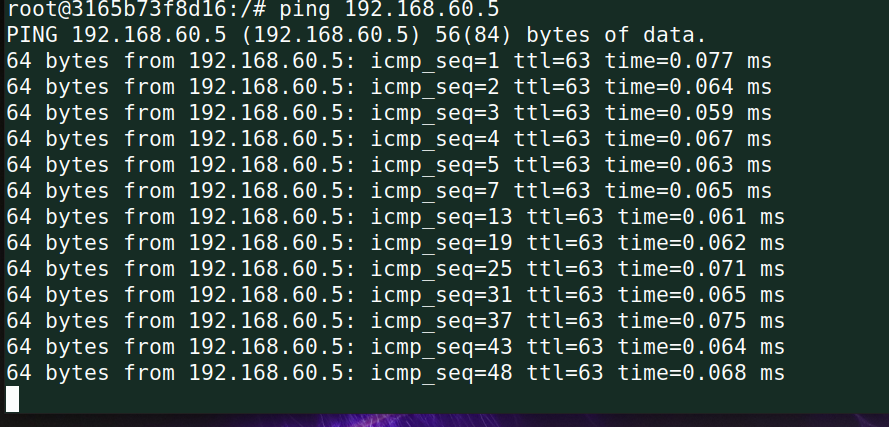 root@3165b73f8d16:/# ping 192.168.60.5
PING 192.168.60.5 (192.168.60.5) 56(84) bytes of data.
64 bytes from 192.168.60.5: icmp_seq=1 ttl=63 time=0.077 ms
64 bytes from 192.168.60.5: icmp_seq=2 ttl=63 time=0.064 ms
64 bytes from 192.168.60.5: icmp_seq=3 ttl=63 time=0.059 ms
64 bytes from 192.168.60.5: icmp_seq=4 ttl=63 time=0.067 ms
64 bytes from 192.168.60.5: icmp_seq=5 ttl=63 time=0.063 ms
64 bytes from 192.168.60.5: icmp_seq=7 ttl=63 time=0.065 ms
64 bytes from 192.168.60.5: icmp_seq=13 ttl=63 time=0.061 ms
64 bytes from 192.168.60.5: icmp_seq=19 ttl=63 time=0.062 ms
64 bytes from 192.168.60.5: icmp_seq=25 ttl=63 time=0.071 ms
64 bytes from 192.168.60.5: icmp_seq=31 ttl=63 time=0.065 ms
64 bytes from 192.168.60.5: icmp_seq=37 ttl=63 time=0.075 ms
64 bytes from 192.168.60.5: icmp_seq=43 ttl=63 time=0.064 ms
64 bytes from 192.168.60.5: icmp_seq=48 ttl=63 time=0.068 ms